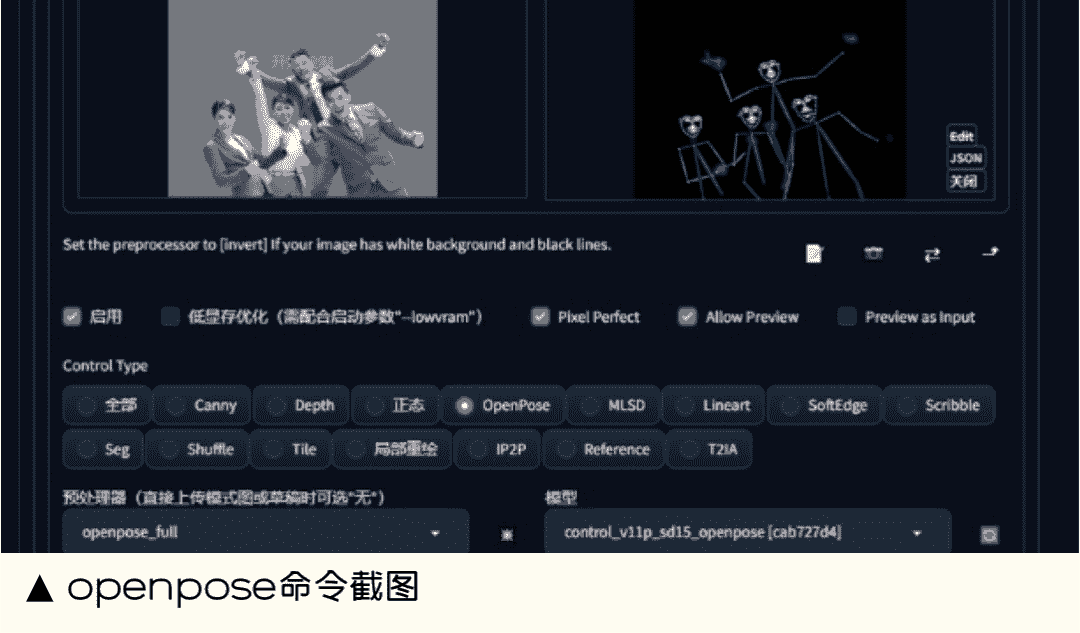 Edit
JSON
关闭
Set the preprocessor to [invert] If your image has white background and black lines.
启用 低显存优化（需配合启动参数"--lowvram"） Pixel Perfect Allow Preview Preview as Input
Control Type
全部 Canny Depth 正态 OpenPose MLSD Lineart SoftEdge Scribble
Seg Shuffle Tile 局部重绘 IP2P Reference T2IA
预处理器（直接上传模式图或草稿时可选"无"） 模型
openpose_full control_v11p_sd15_openpose [cab727d4]
▲ openpose命令截图